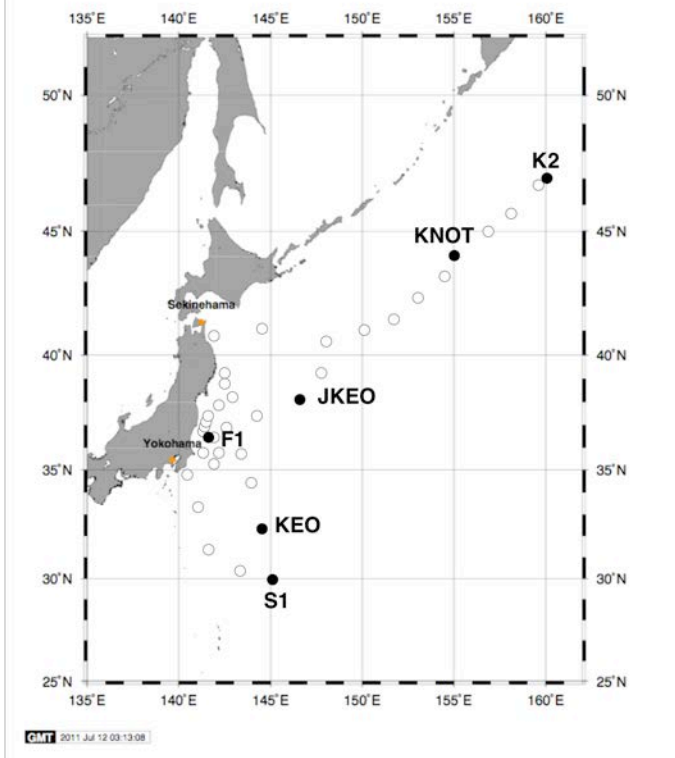 135˚E 140˚E 145˚E 150˚E 155˚E 160˚E
50˚N 50˚N
K2
45˚N KNOT 45˚N
Sekinehama
40˚N 40˚N
JKEO
Yokohama F1
35˚N 35˚N
KEO
30˚N 30˚N
S1
25˚N 25˚N
135˚E 140˚E 145˚E 150˚E 155˚E 160˚E
GMT 2011 Jul 12 03:13:08